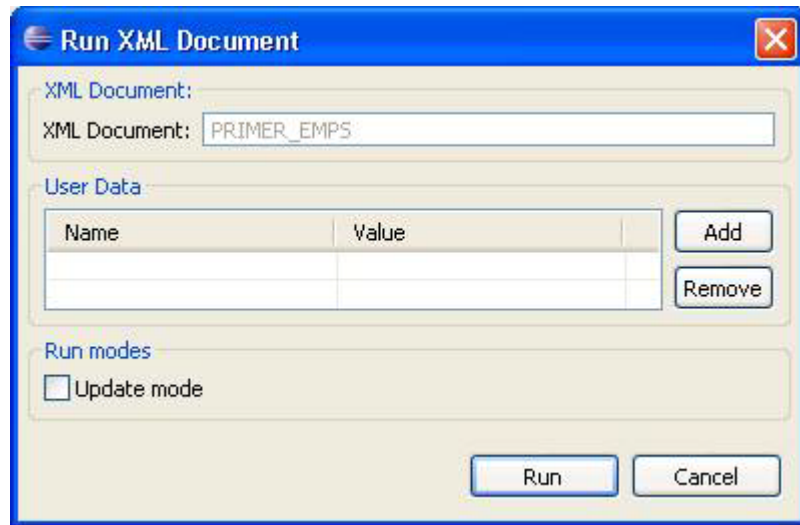 Run XML Document
XML Document:
XML Document: PRIMER_EMPS
User Data
Name Value Add
Remove
Run modes
Update mode
Run Cancel